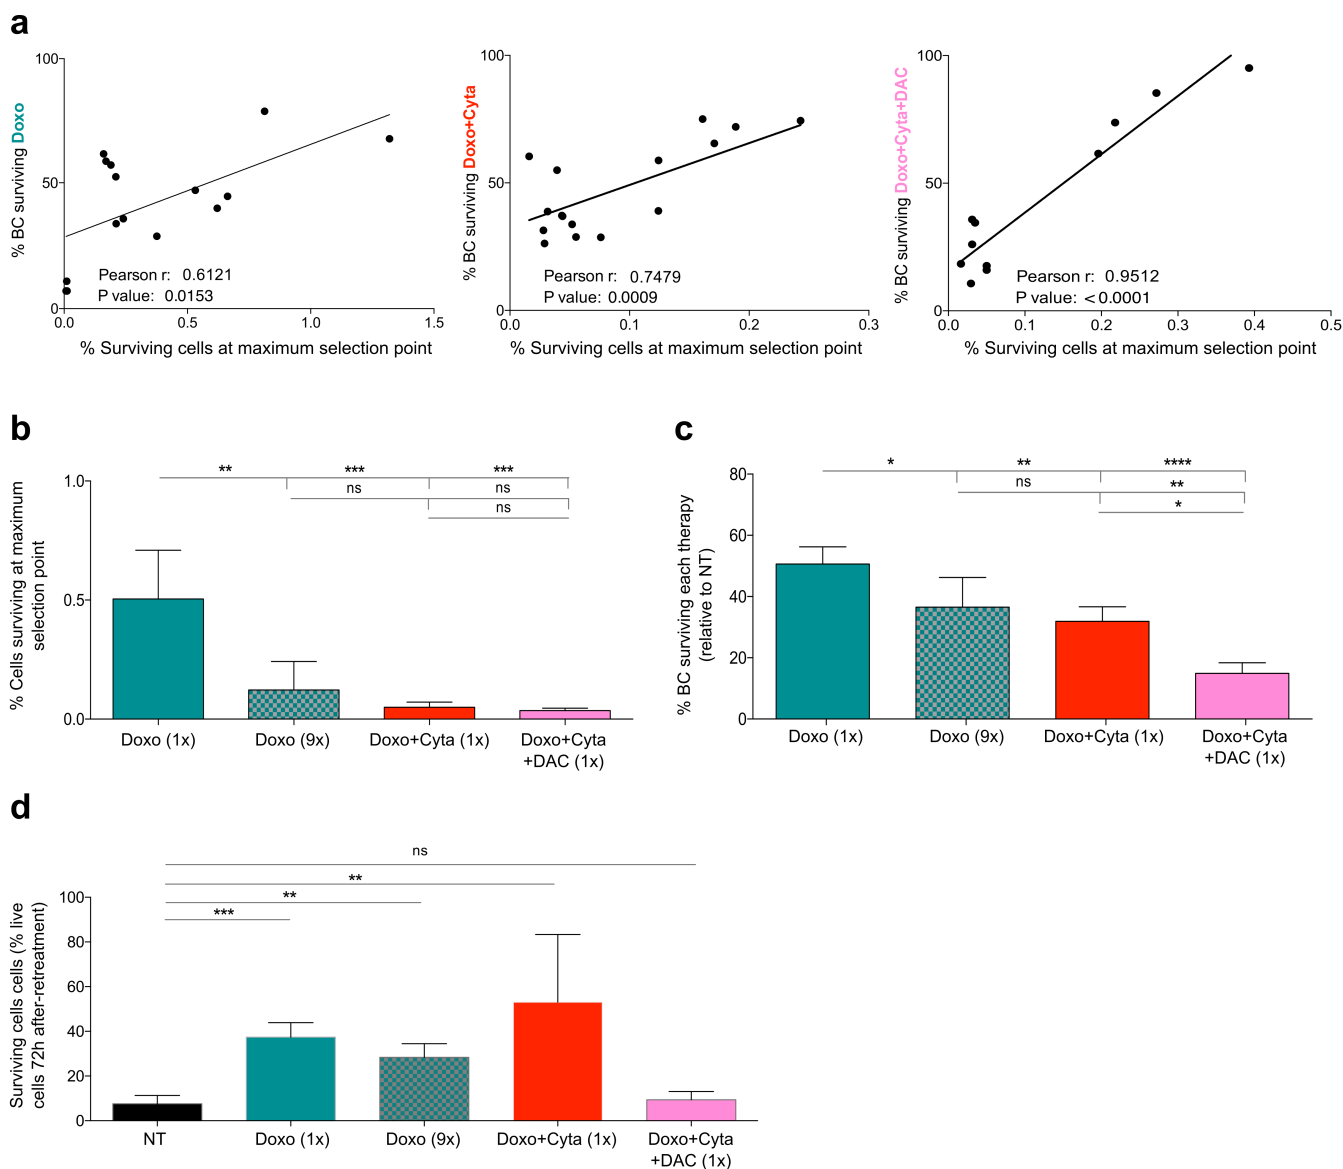 a
100
50
0
0.0
0.5
1.0
1.5
% BC surviving Doxo
Pearson r: 0.6121
P value: 0.0153
% Surviving cells at maximum selection point
100
50
0
0.0
0.1
0.2
0.3
% BC surviving Doxo+Cyta
Pearson r: 0.7479
P value: 0.0009
% Surviving cells at maximum selection point
100
50
0
0.0
0.1
0.2
0.3
0.4
0.5
% BC surviving Doxo+Cyta+DAC
Pearson r: 0.9512
P value: <0.0001
% Surviving cells at maximum selection point
b
** *** ***
ns ns
ns
1.0
0.5
0.0
% Cells surviving at maximum
selection point
Doxo (1x)
Doxo (9x)
Doxo+Cyta (1x)
Doxo+Cyta
+DAC (1x)
c
* ** ****
ns **
*
80
60
40
20
0
% BC surviving each therapy
(relative to NT)
Doxo (1x)
Doxo (9x)
Doxo+Cyta (1x)
Doxo+Cyta
+DAC (1x)
d
ns
**
**
***
100
80
60
40
20
0
Surviving cells cells (% live
cells 72h after-retreatment)
NT
Doxo (1x)
Doxo (9x)
Doxo+Cyta (1x)
Doxo+Cyta
+DAC (1x)